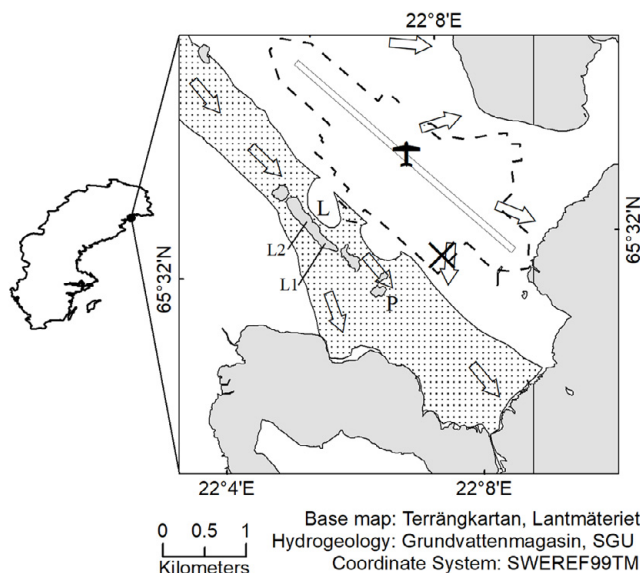 22°8'E
65°32'N
65°32'N
L
L2
L1
P
22°4'E
22°8'E
0 0.5 1
Kilometers
Base map: Terrängkartan, Lantmäteriet
Hydrogeology: Grundvattenmagasin, SGU
Coordinate System: SWEREF99TM